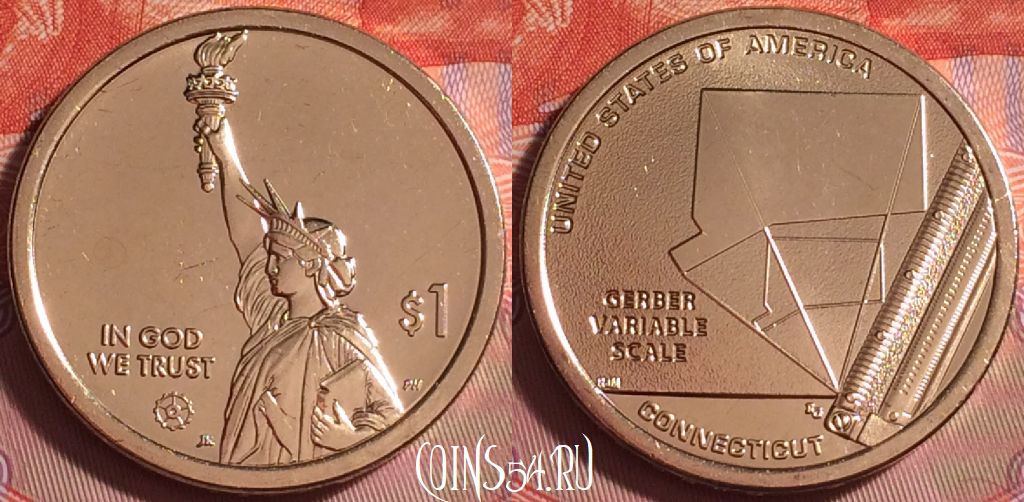 IN GOD
WE TRUST
$1
UNITED STATES OF AMERICA
GERBER
VARIABLE
SCALE
CONNECTICUT
COINS54.RU